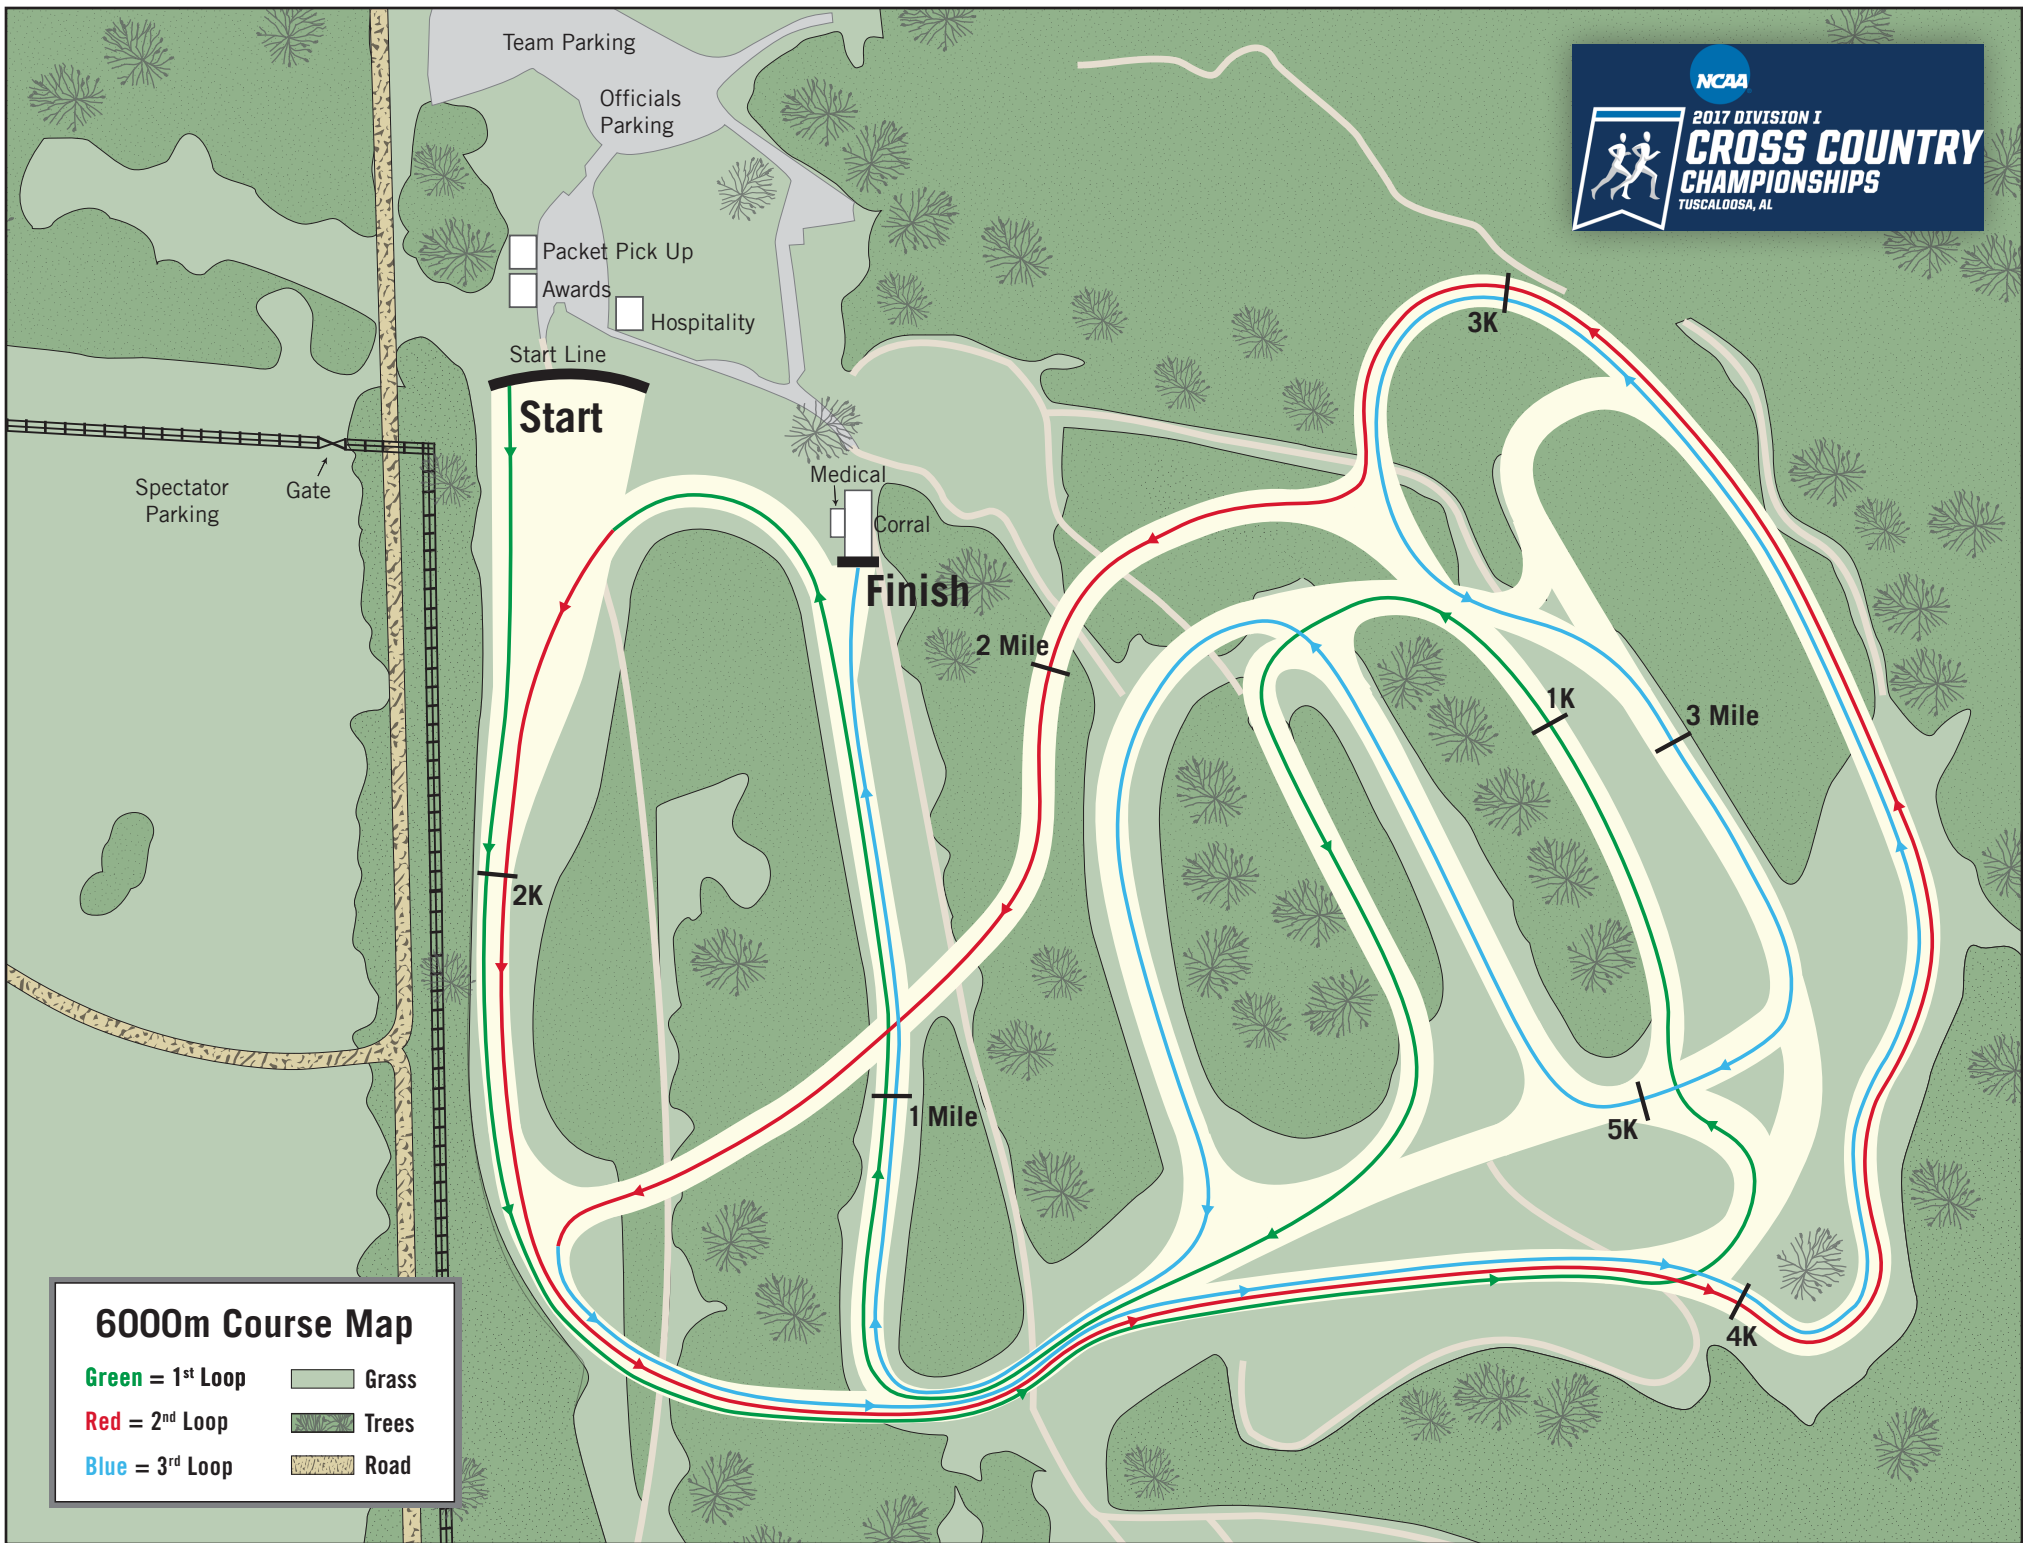 Team Parking
Officials
Parking
NCAA
2017 DIVISION I
CROSS COUNTRY
CHAMPIONSHIPS
TUSCALOOSA, AL
Packet Pick Up
Awards
Hospitality
Start Line
Start
3K
Spectator
Parking
Gate
Medical
Corral
Finish
2 Mile
1K
3 Mile
2K
1 Mile
5K
4K
6000m Course Map
Green = 1st Loop
Grass
Red = 2nd Loop
Trees
Blue = 3rd Loop
Road